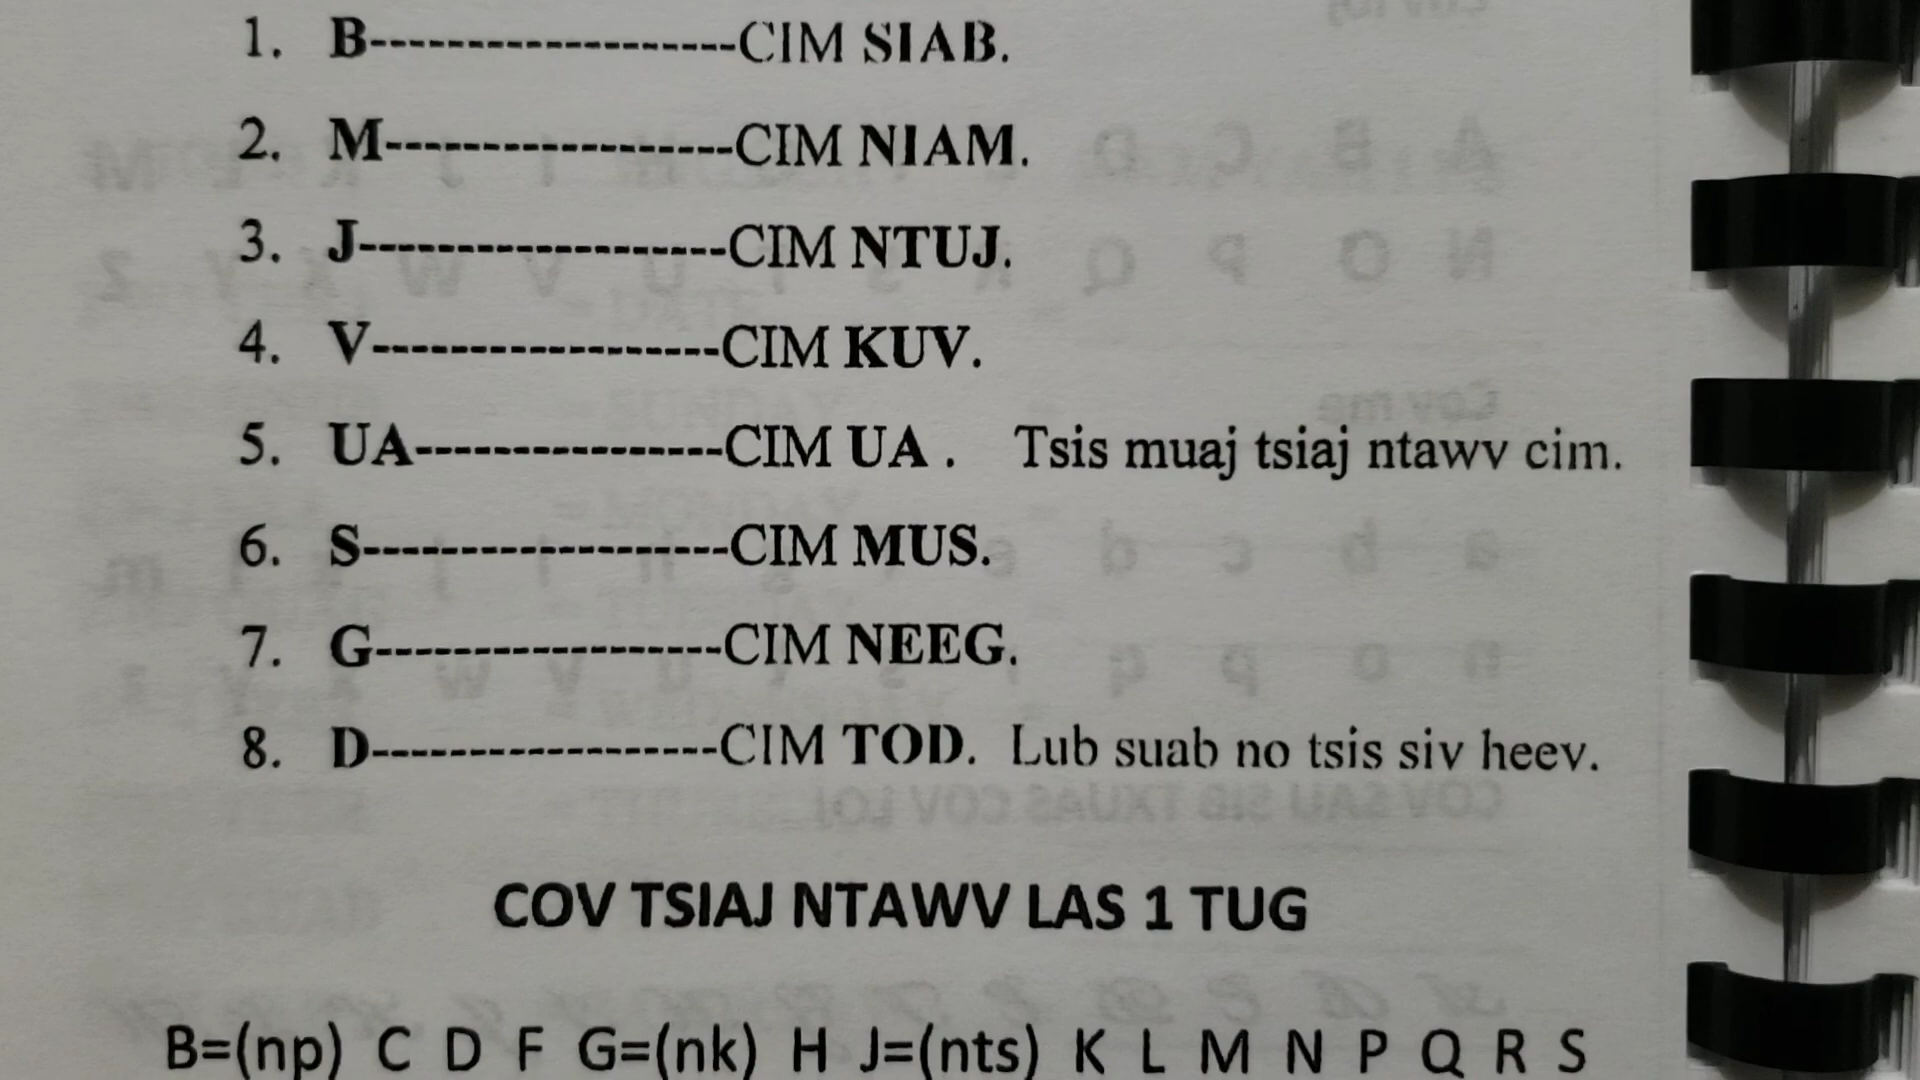 1. B-------------------CIM SIAB.
2. M------------------CIM NIAM.
3. J-------------------CIM NTUJ.
4. V------------------CIM KUV.
5. UA----------------CIM UA . Tsis muaj tsiaj ntawv cim.
6. S-------------------CIM MUS.
7. G------------------CIM NEEG.
8. D------------------CIM TOD. Lub suab no tsis siv heev.
COV TSIAJ NTAWV LAS 1 TUG
B=(np) C D F G=(nk) H J=(nts) K L M N P Q R S